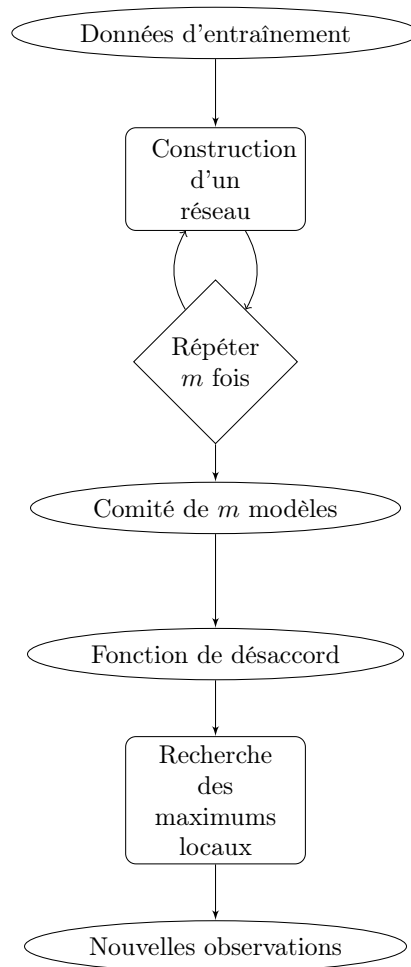 Données d'entraînement
Construction
d'un
réseau
Répéter
m fois
Comité de m modèles
Fonction de désaccord
Recherche
des
maximums
locaux
Nouvelles observations